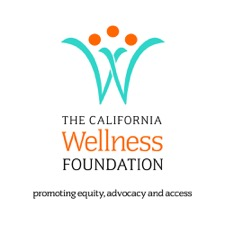 THE CALIFORNIA
Wellness
FOUNDATION
promoting equity, advocacy and access